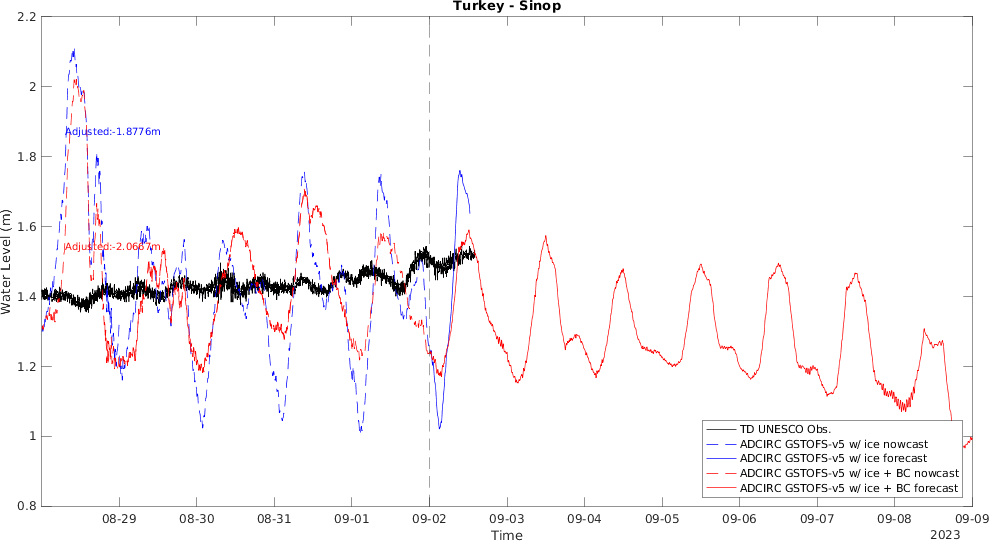 Turkey - Sinop
Water Level (m)
2.2
2
1.8
1.6
1.4
1.2
1
0.8
Adjusted:-1.8776m
Adjusted:-2.0667m
TD UNESCO Obs.
ADCIRC GSTOFS-v5 w/ ice nowcast
ADCIRC GSTOFS-v5 w/ ice forecast
ADCIRC GSTOFS-v5 w/ ice + BC nowcast
ADCIRC GSTOFS-v5 w/ ice + BC forecast
08-29 08-30 08-31 09-01 09-02 09-03 09-04 09-05 09-06 09-07 09-08 09-09
Time
2023